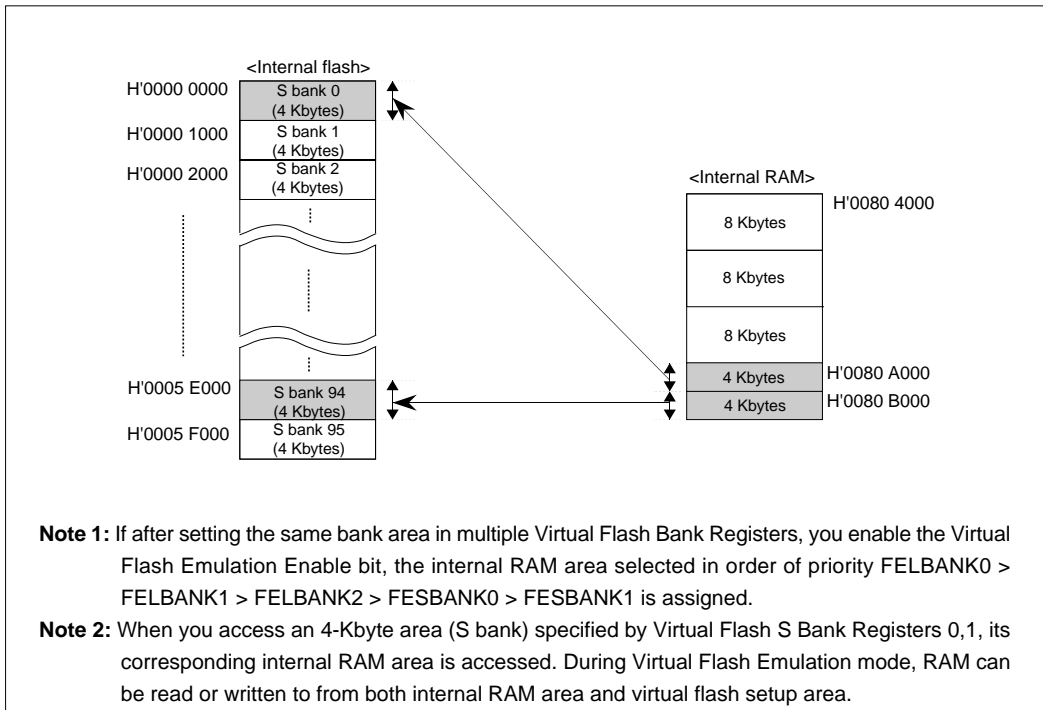 <Internal flash>
H'0000 0000
S bank 0
(4 Kbytes)
H'0000 1000
S bank 1
(4 Kbytes)
H'0000 2000
S bank 2
(4 Kbytes)
H'0005 E000
S bank 94
(4 Kbytes)
H'0005 F000
S bank 95
(4 Kbytes)
<Internal RAM>
H'0080 4000
8 Kbytes
8 Kbytes
8 Kbytes
4 Kbytes
H'0080 A000
4 Kbytes
H'0080 B000
Note 1: If after setting the same bank area in multiple Virtual Flash Bank Registers, you enable the Virtual
Flash Emulation Enable bit, the internal RAM area selected in order of priority FELBANK0 >
FELBANK1 > FELBANK2 > FESBANK0 > FESBANK1 is assigned.
Note 2: When you access an 4-Kbyte area (S bank) specified by Virtual Flash S Bank Registers 0,1, its
corresponding internal RAM area is accessed. During Virtual Flash Emulation mode, RAM can
be read or written to from both internal RAM area and virtual flash setup area.